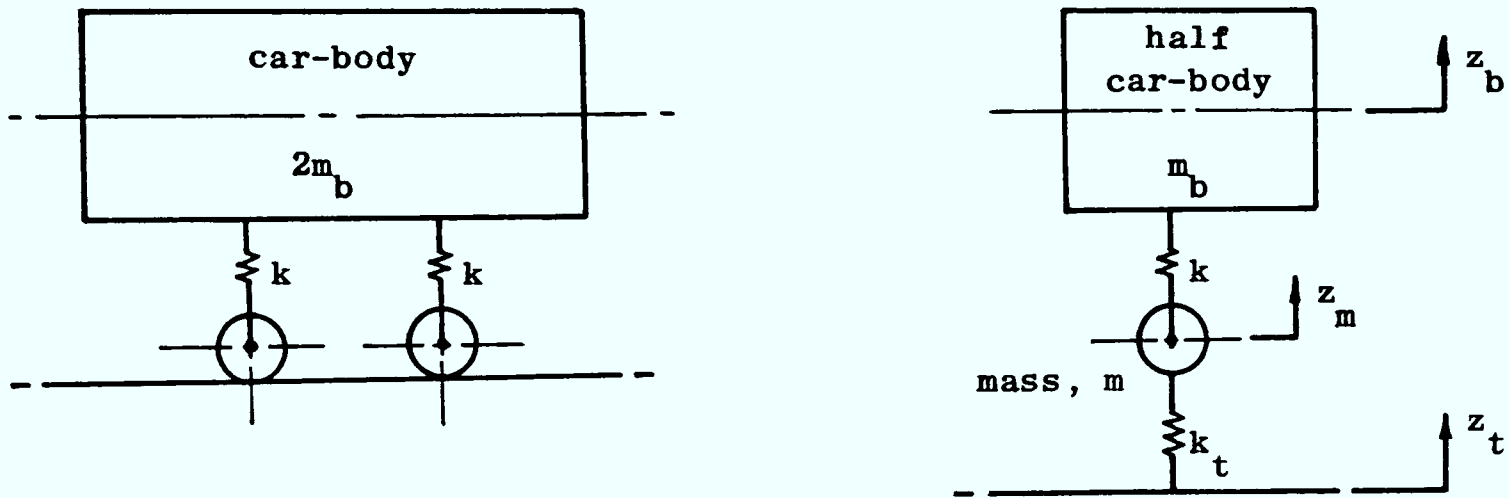 car-body
2m_b
k
k
half
car-body
z_b
m_b
k
z_m
mass, m
k_t
z_t